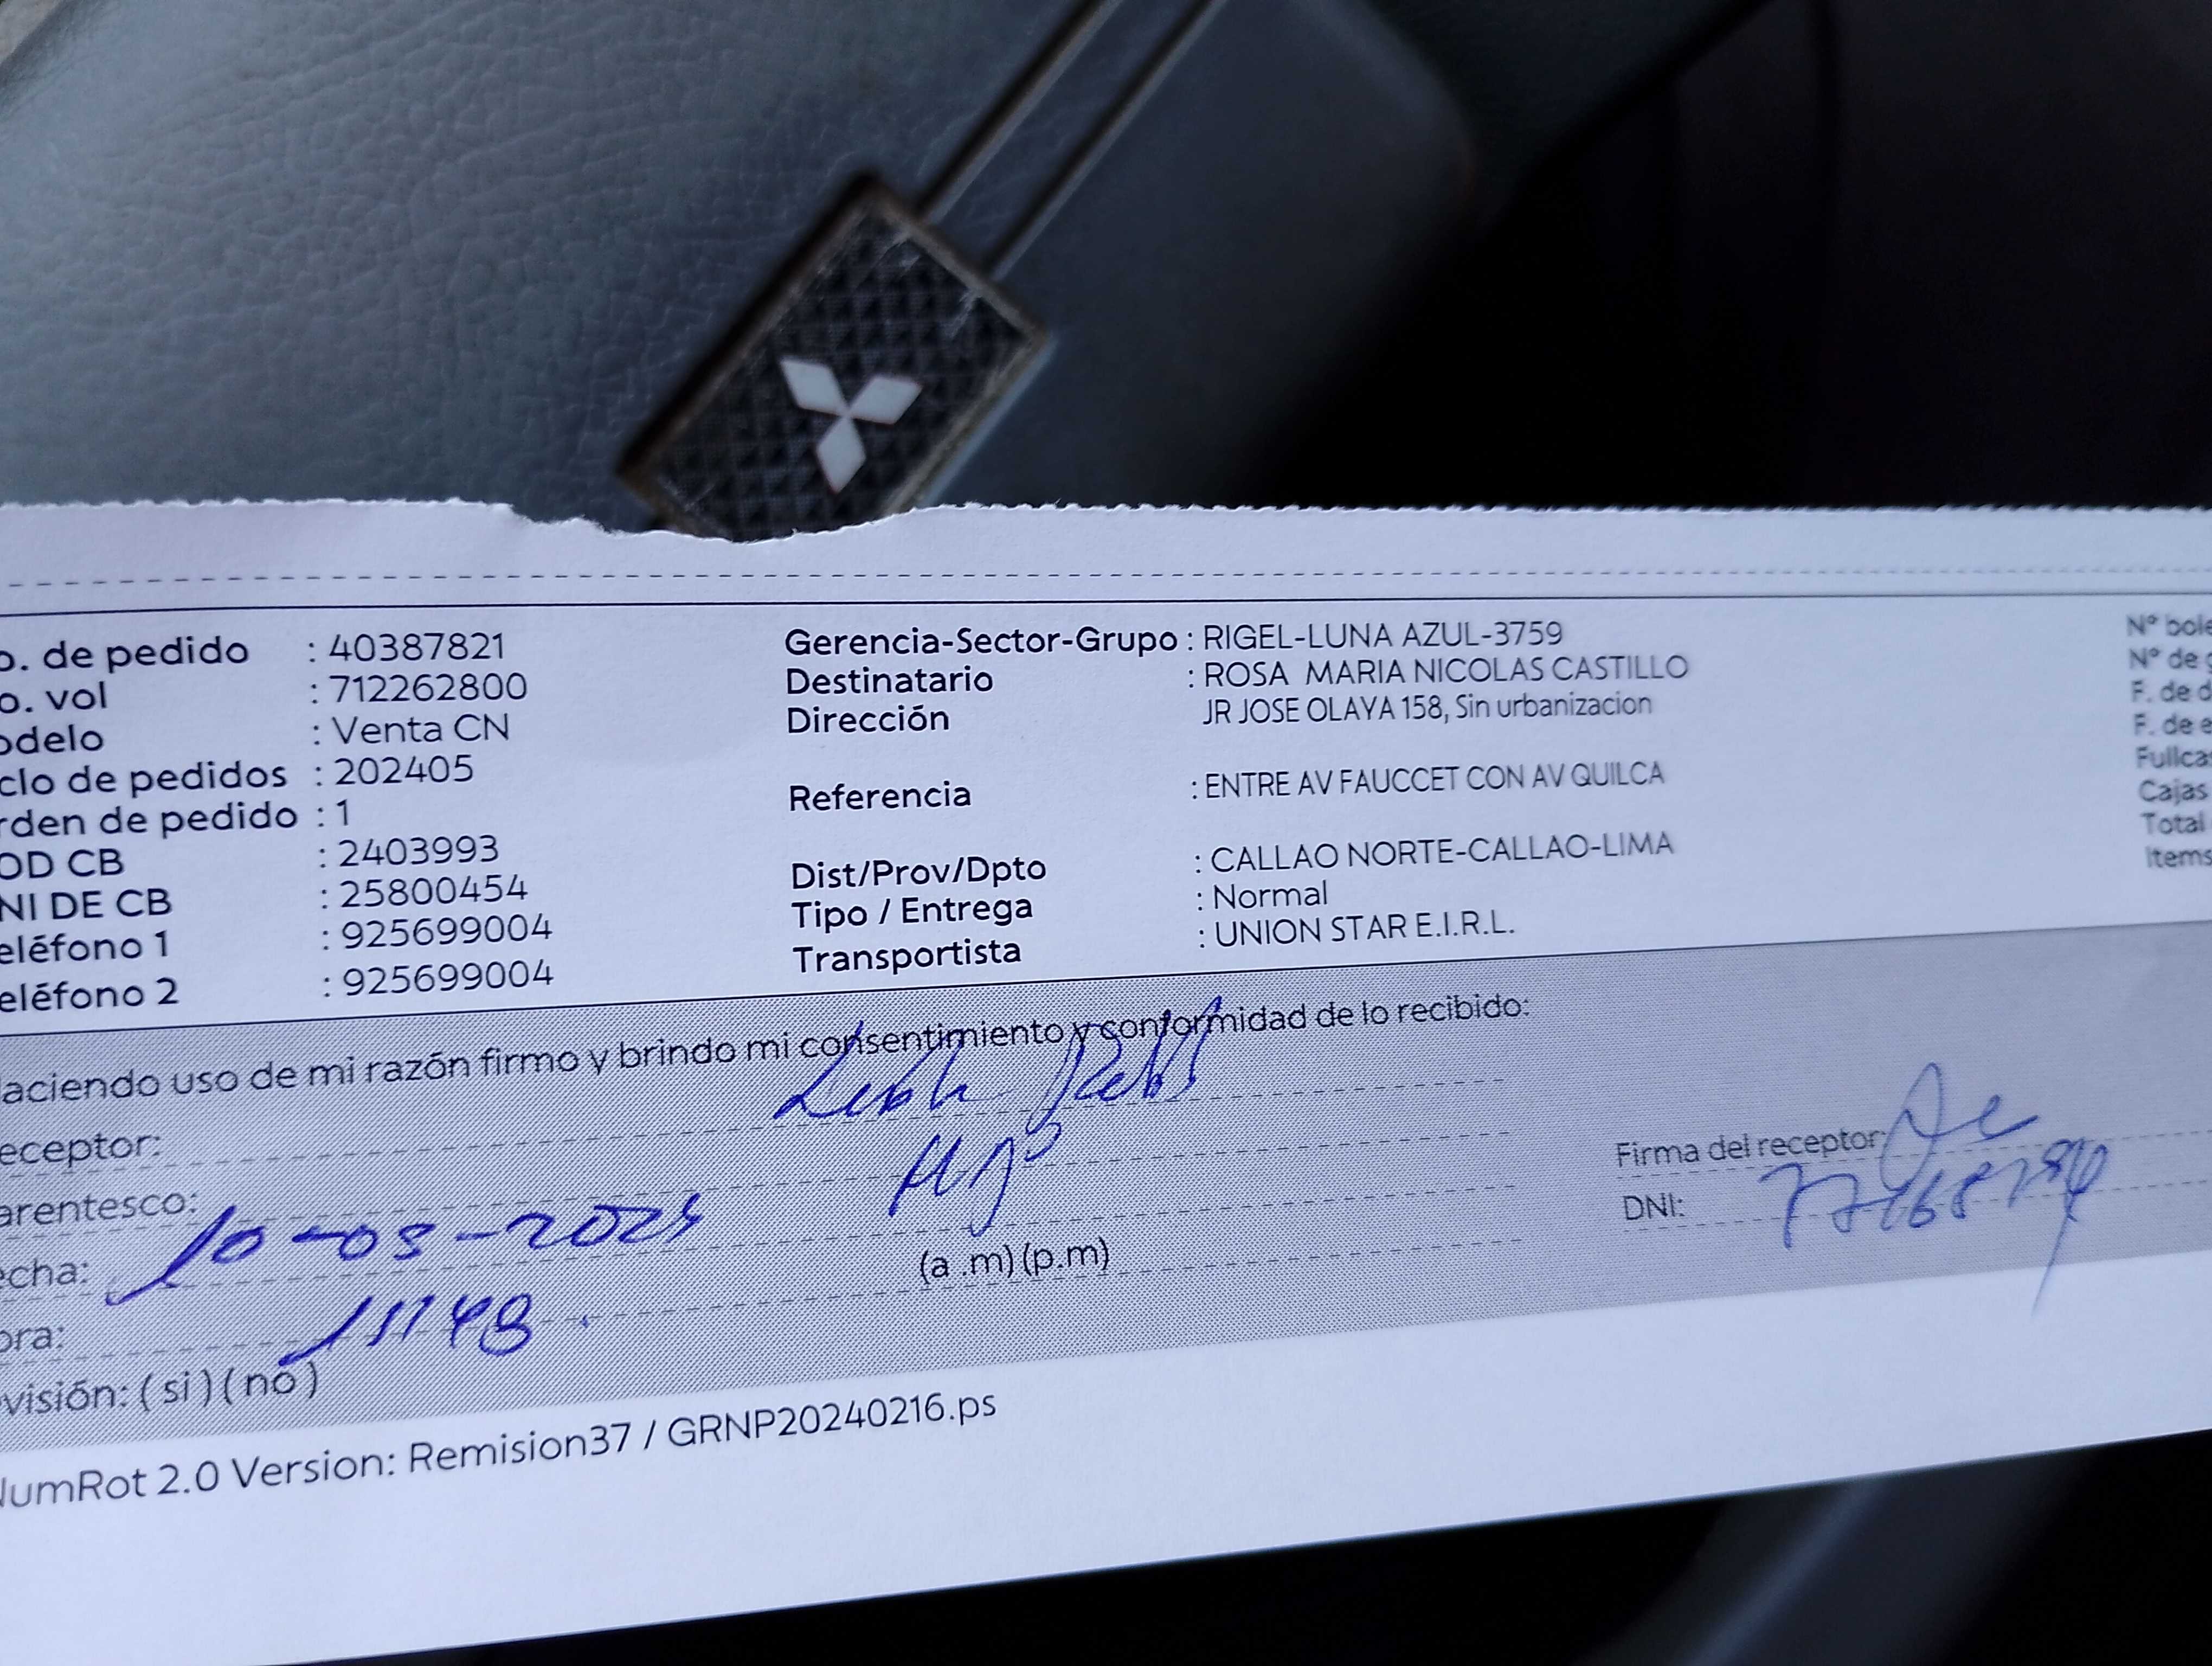 o. de pedido : 40387821
o. vol : 712262800
odelo : Venta CN
clo de pedidos : 202405
rden de pedido : 1
OD CB : 2403993
NI DE CB : 25800454
eléfono 1 : 925699004
eléfono 2 : 925699004
Gerencia-Sector-Grupo : RIGEL-LUNA AZUL-3759
Destinatario : ROSA MARIA NICOLAS CASTILLO
Dirección JR JOSE OLAYA 158, Sin urbanizacion
Referencia : ENTRE AV FAUCCET CON AV QUILCA
Dist/Prov/Dpto : CALLAO NORTE-CALLAO-LIMA
Tipo / Entrega : Normal
Transportista : UNION STAR E.I.R.L.
Nº bole
Nº de g
F. de d
F. de e
Fullca
Cajas
Total
Items
aciendo uso de mi razón firmo y brindo mi consentimiento y conformidad de lo recibido:
eceptor:
arentesco:
echa: 10-03-2024
ora: 11:48
(a .m) (p.m)
visión: ( si ) ( no )
Firma del receptor:
DNI:
NumRot 2.0 Version: Remision37 / GRNP20240216.ps